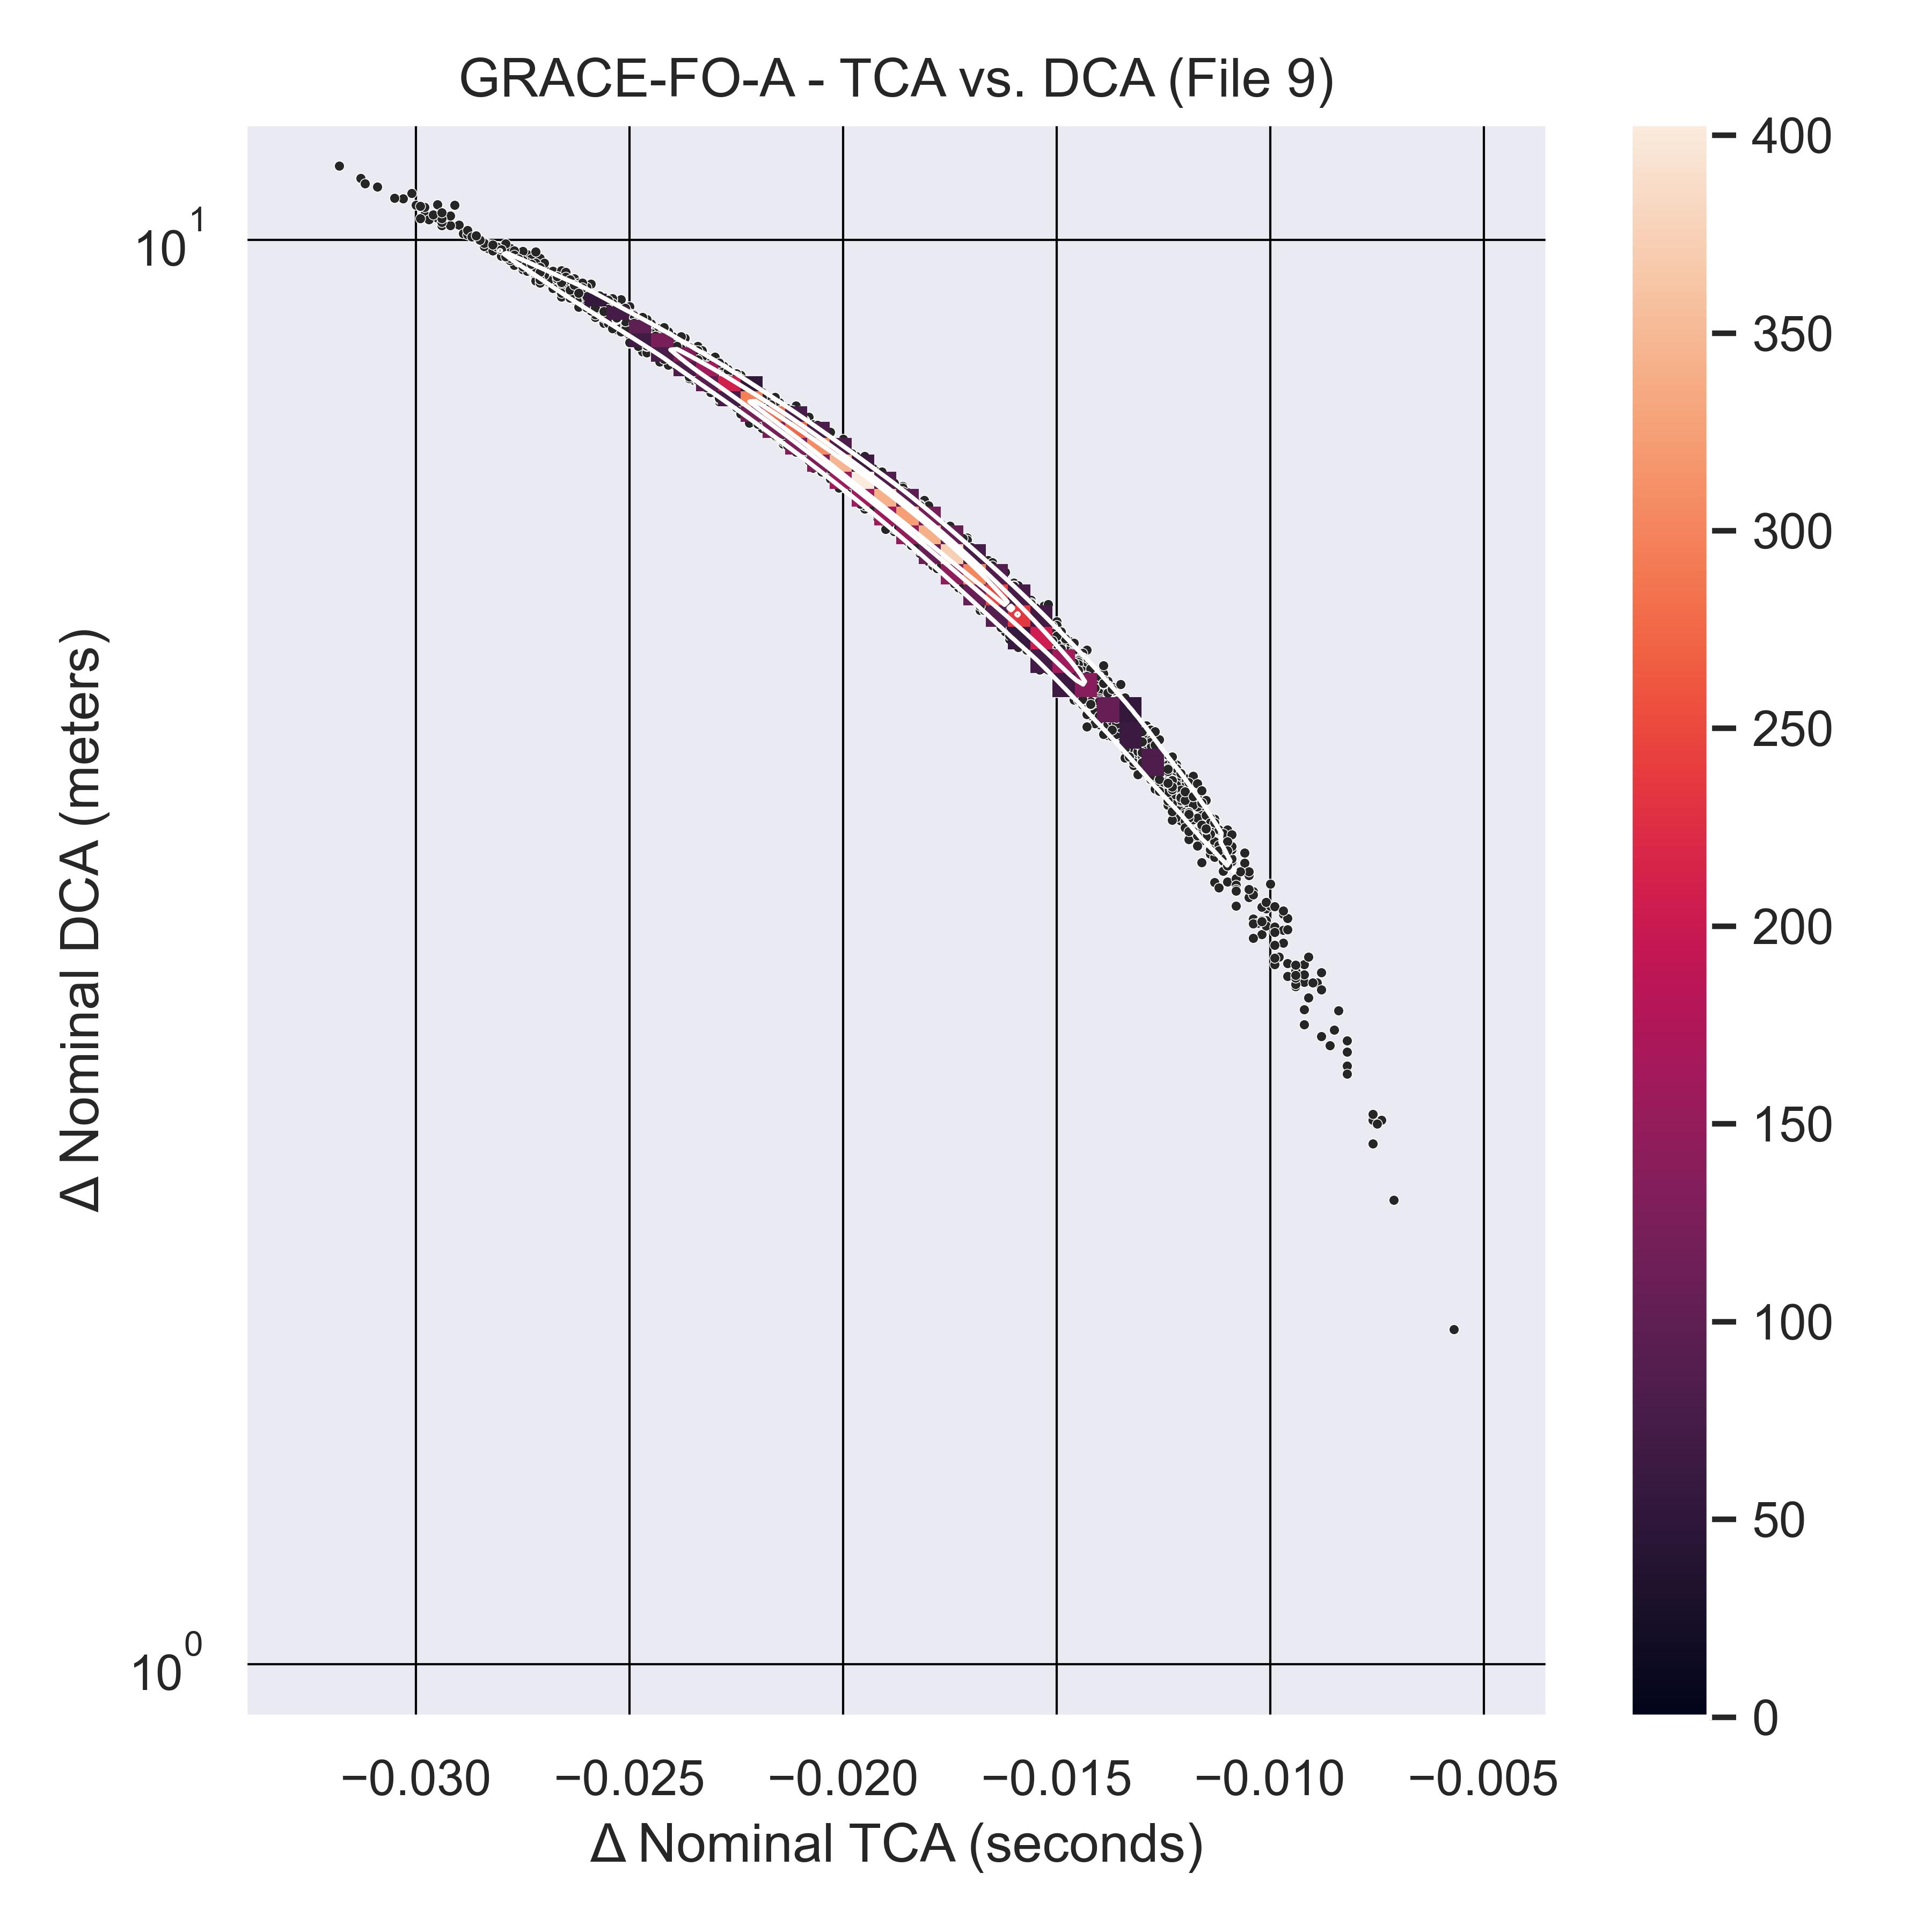 GRACE-FO-A - TCA vs. DCA (File 9)
Δ Nominal DCA (meters)
10^1
10^0
−0.030 −0.025 −0.020 −0.015 −0.010 −0.005
Δ Nominal TCA (seconds)
400
350
300
250
200
150
100
50
0